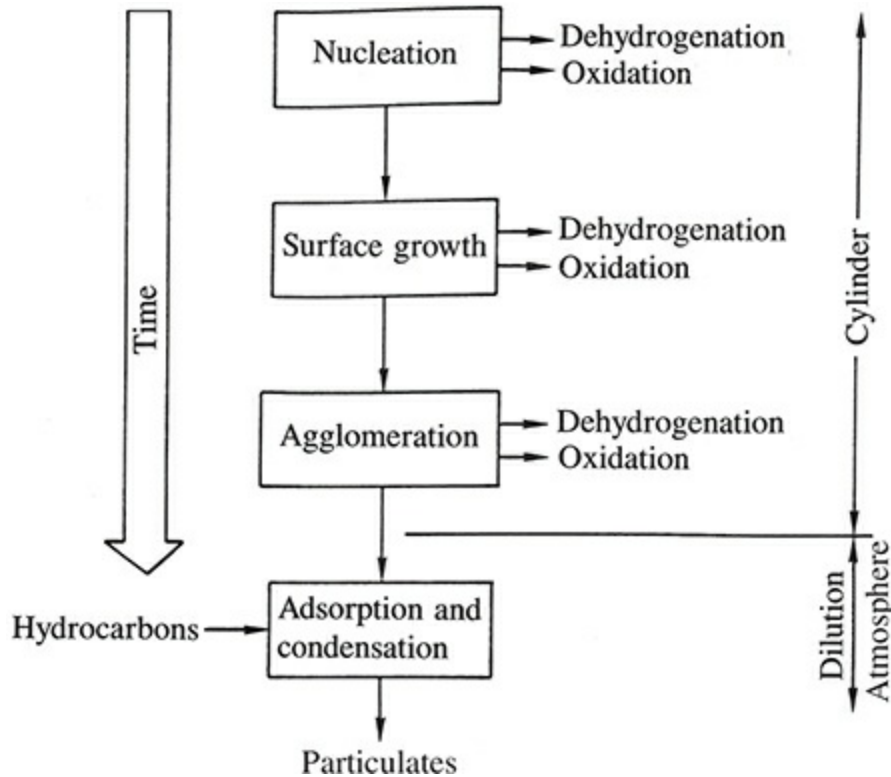 Nucleation
Dehydrogenation
Oxidation
Surface growth
Dehydrogenation
Oxidation
Time
Cylinder
Agglomeration
Dehydrogenation
Oxidation
Hydrocarbons
Adsorption and
condensation
Dilution
Atmosphere
Particulates